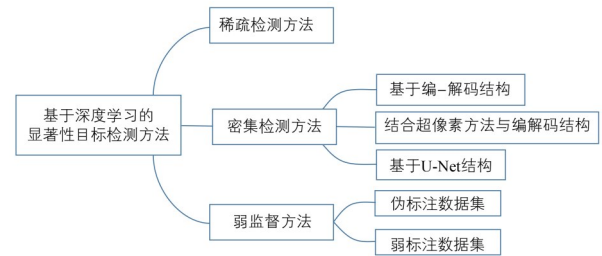 稀疏检测方法
基于深度学习的
显著性目标检测方法
密集检测方法
基于编–解码结构
结合超像素方法与编解码结构
基于U-Net结构
弱监督方法
伪标注数据集
弱标注数据集